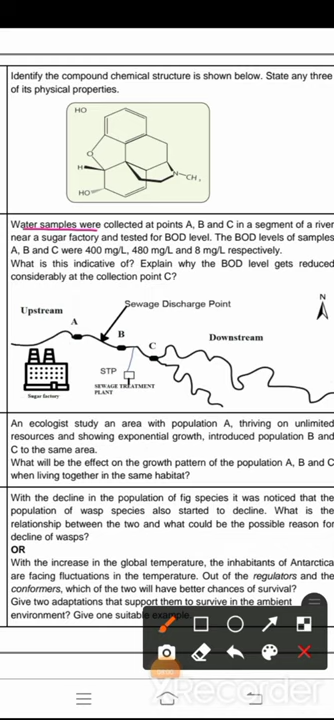 Identify the compound chemical structure is shown below. State any three
of its physical properties.
HO
O
H
N
CH₃
HO
Water samples were collected at points A, B and C in a segment of a river
near a sugar factory and tested for BOD level. The BOD levels of samples
A, B and C were 400 mg/L, 480 mg/L and 8 mg/L respectively.
What is this indicative of? Explain why the BOD level gets reduced
considerably at the collection point C?
Sewage Discharge Point
N
Upstream
A
B
C
Downstream
STP
SEWAGE TREATMENT
PLANT
Sugar factory
An ecologist study an area with population A, thriving on unlimited
resources and showing exponential growth, introduced population B and
C to the same area.
What will be the effect on the growth pattern of the population A, B and C
when living together in the same habitat?
With the decline in the population of fig species it was noticed that the
population of wasp species also started to decline. What is the
relationship between the two and what could be the possible reason for
decline of wasps?
OR
With the increase in the global temperature, the inhabitants of Antarctica
are facing fluctuations in the temperature. Out of the regulators and the
conformers, which of the two will have better chances of survival?
Give two adaptations that support them to survive in the ambient
environment? Give one suitable example.
XRecorder